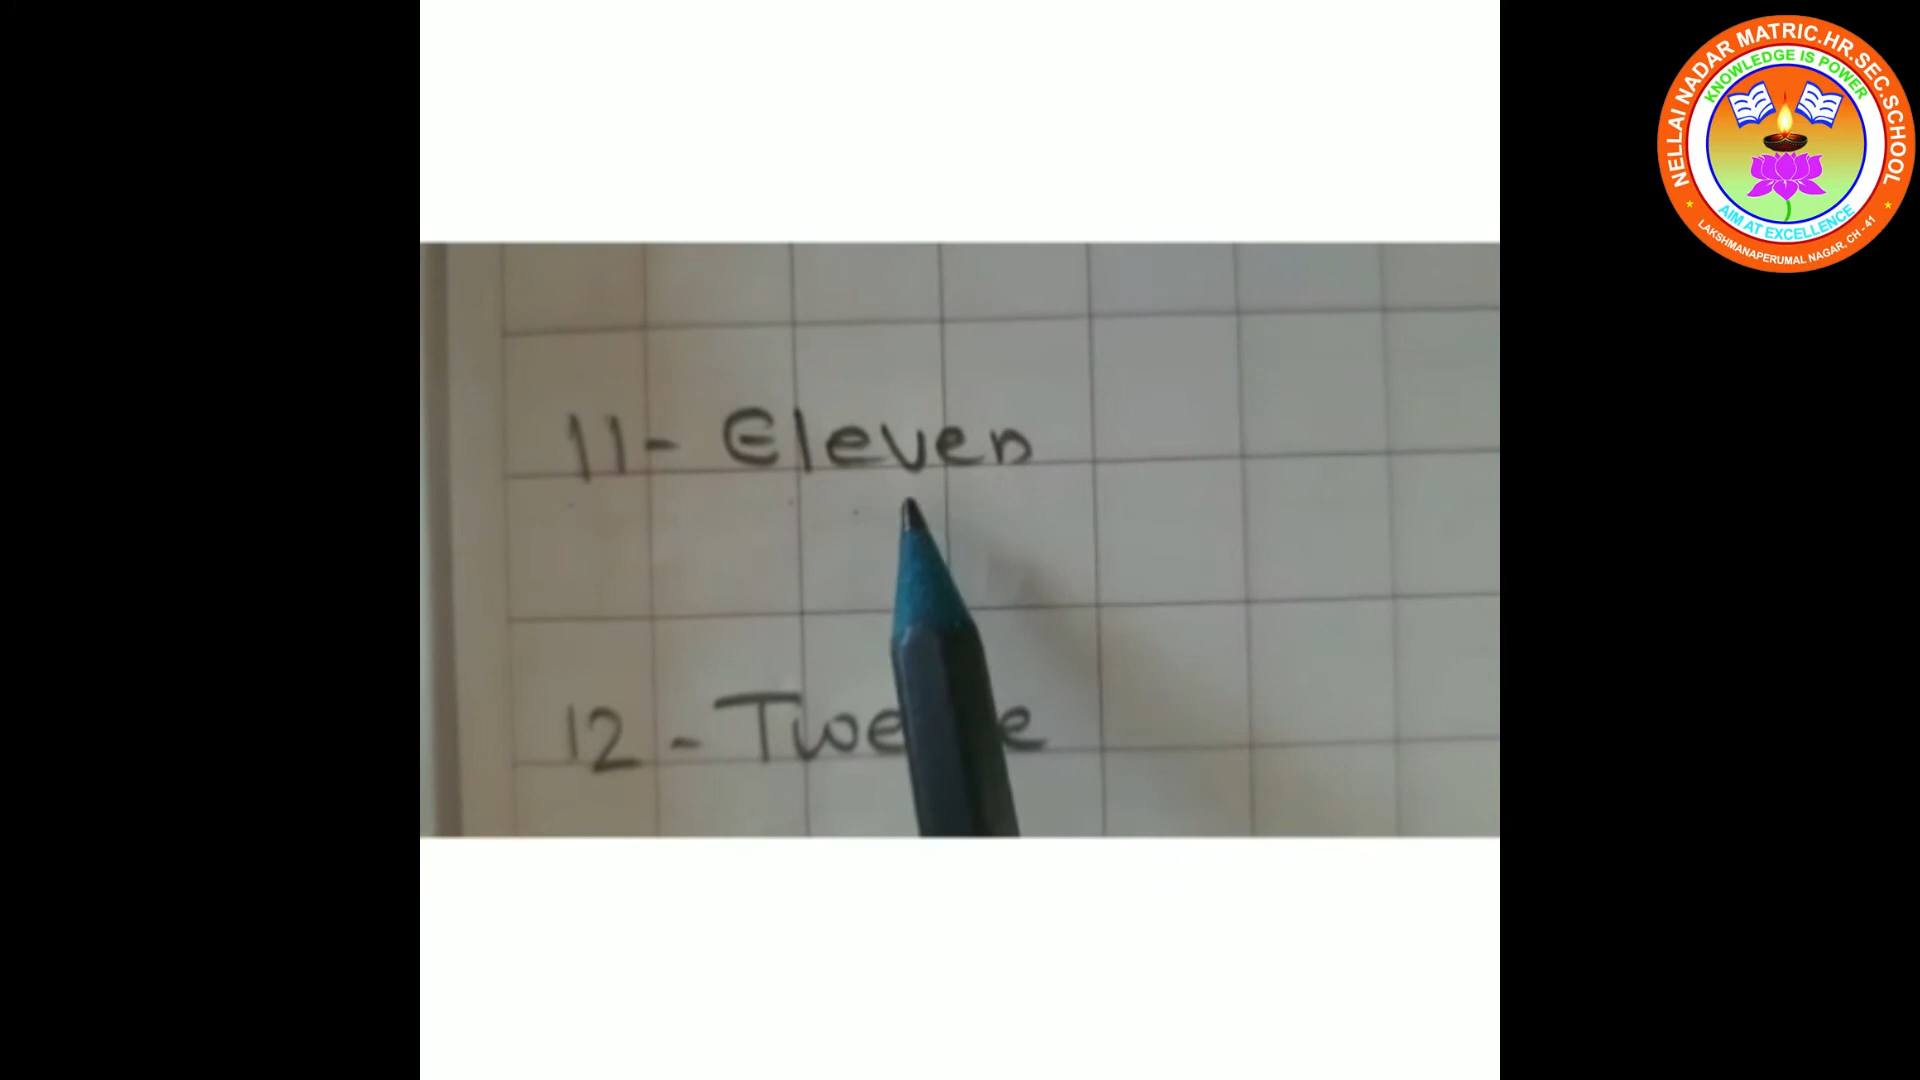 NELLAI NADAR MATRIC.HR.SEC.SCHOOL
KNOWLEDGE IS POWER
AIM AT EXCELLENCE
LAKSHMANAPERUMAL NAGAR, CH - 41
11 - Eleven
12 -